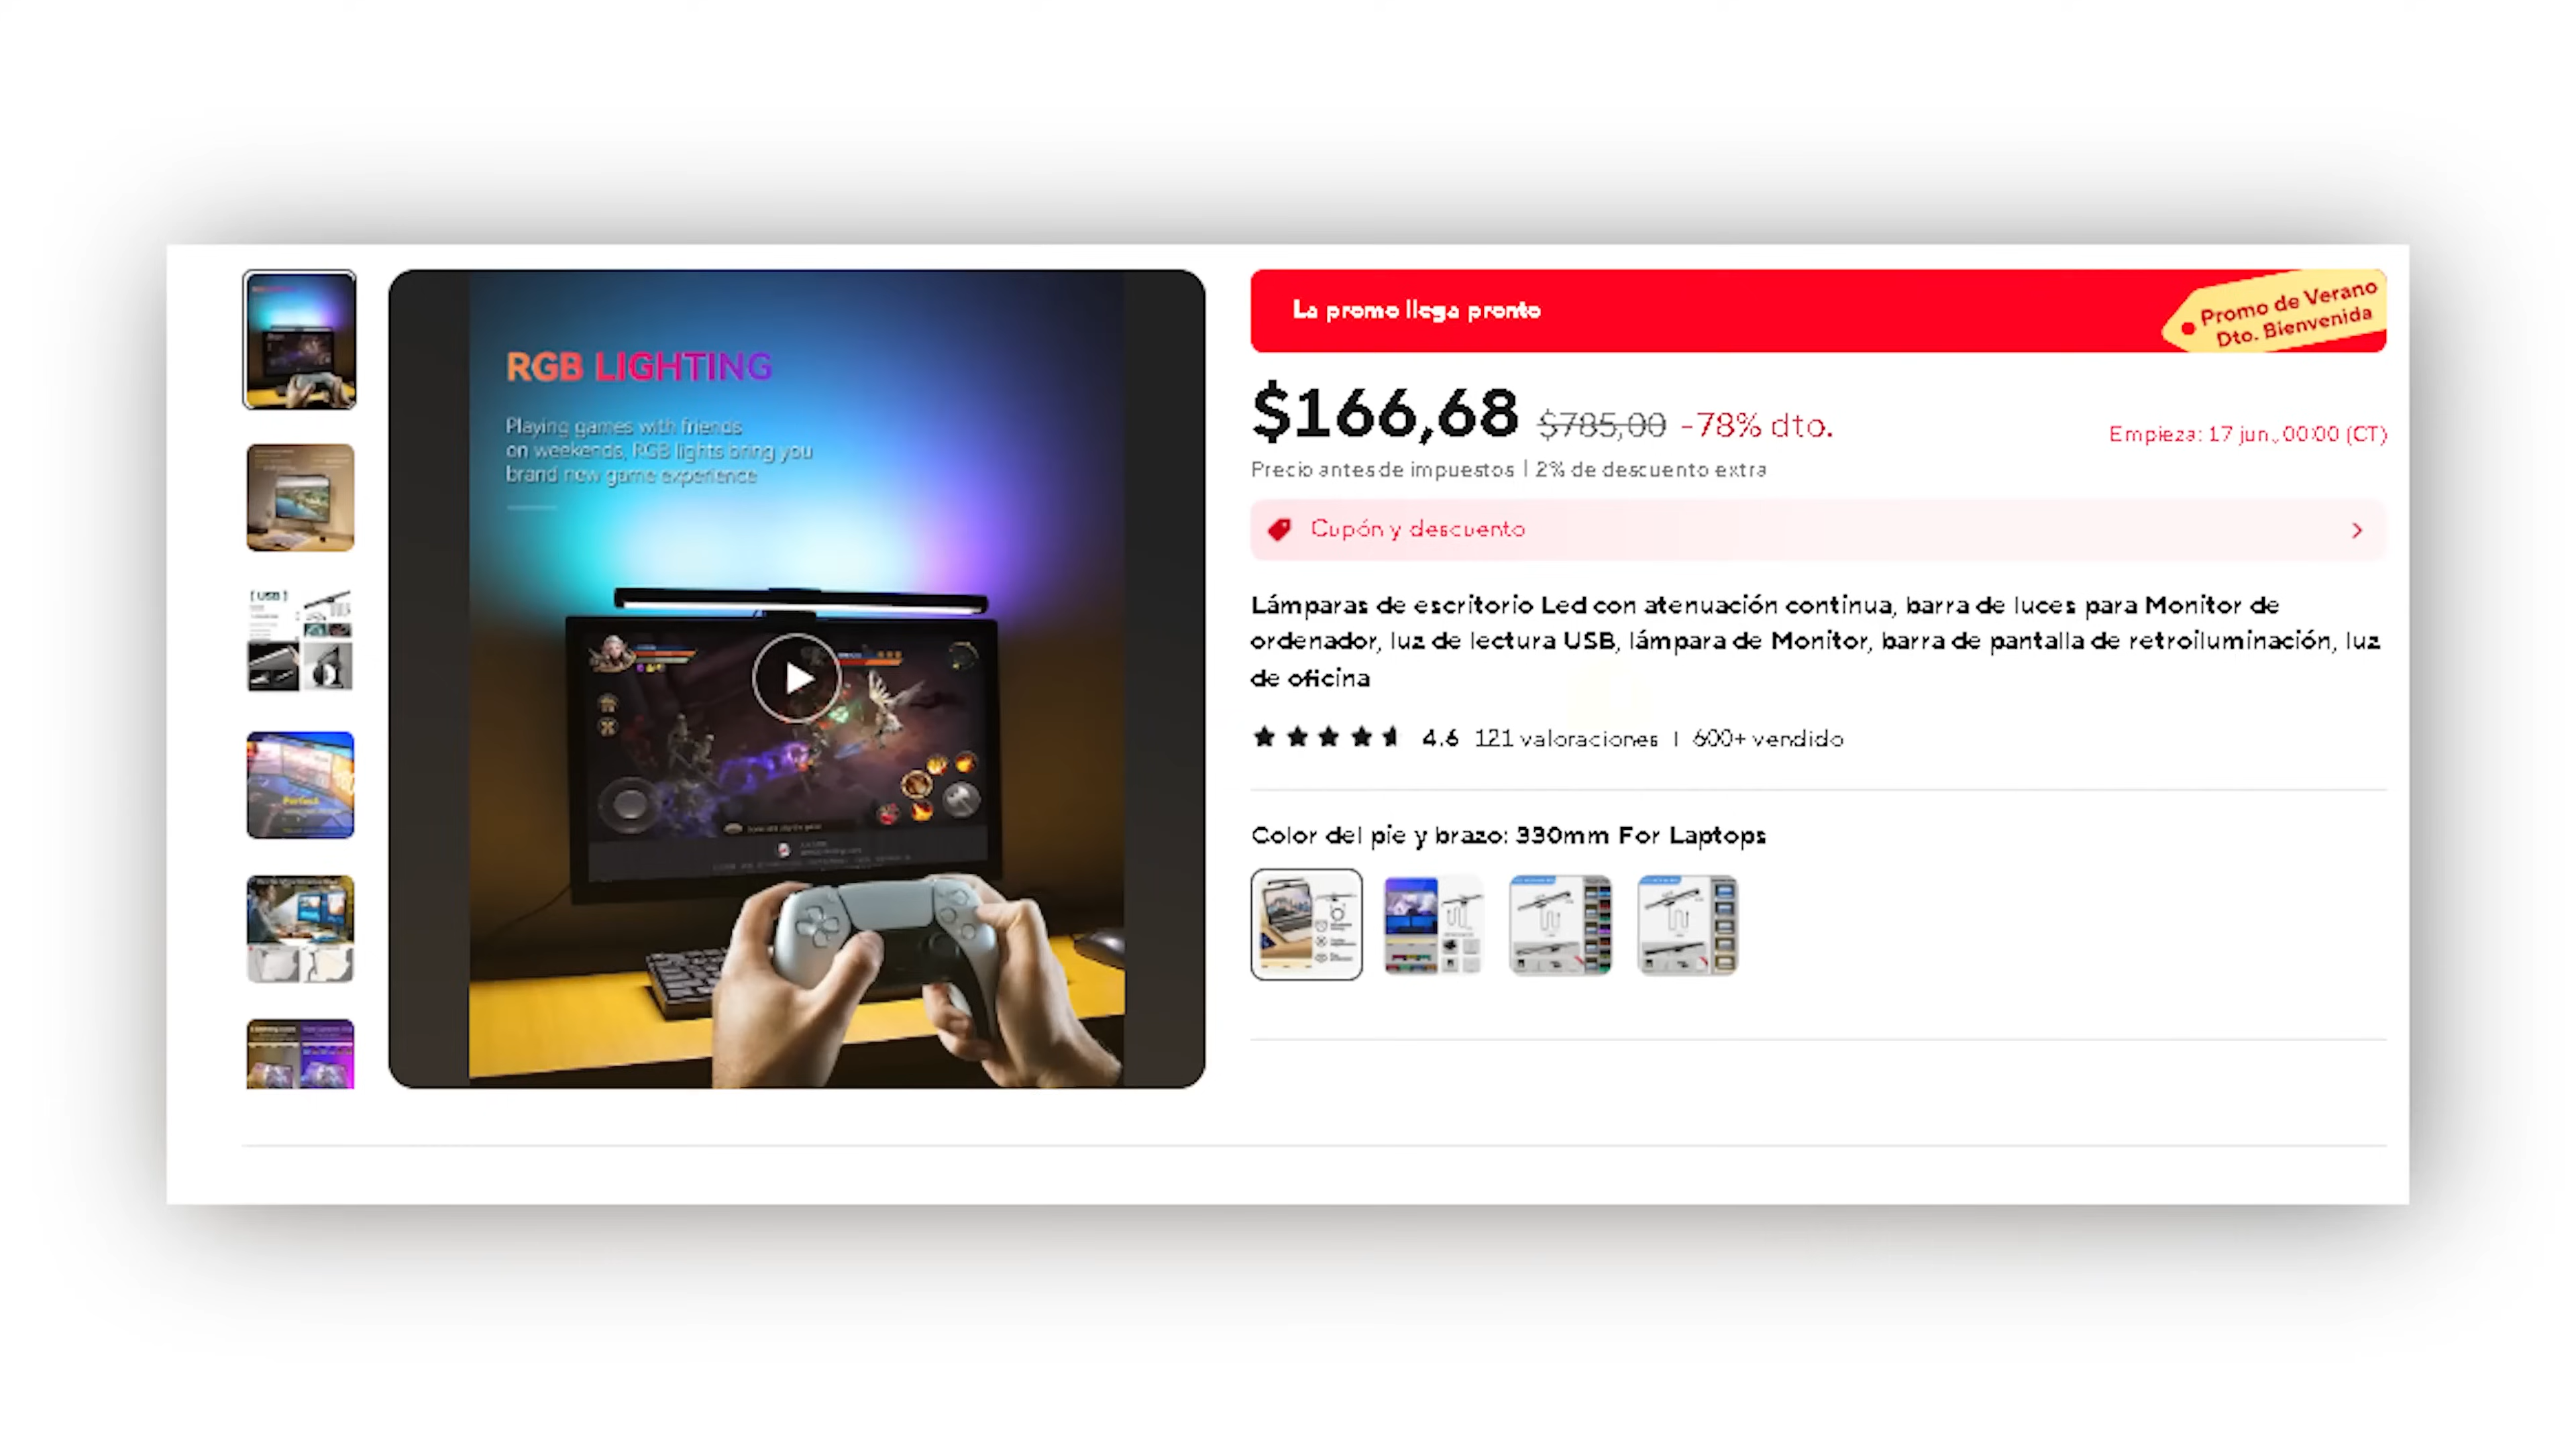 RGB LIGHTING
Playing games with friends
on weekends, RGB lights bring you
brand new game experience
La promo llega pronto
Promo de Verano
Dto. Bienvenida
$166,68 $785,00 -78% dto.
Empieza: 17 jun., 00:00 (CT)
Precio antes de impuestos | 2% de descuento extra
Cupón y descuento
Lámparas de escritorio Led con atenuación continua, barra de luces para Monitor de
ordenador, luz de lectura USB, lámpara de Monitor, barra de pantalla de retroiluminación, luz
de oficina
4.6 121 valoraciones | 600+ vendido
Color del pie y brazo: 330mm For Laptops
[ USB ]
Perfect